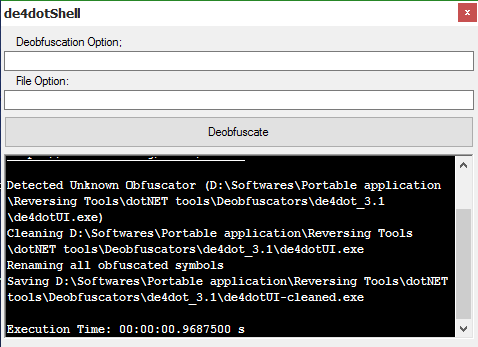 de4dotShell
x
Deobfuscation Option;
File Option:
Deobfuscate
Detected Unknown Obfuscator (D:\Softwares\Portable application
\Reversing Tools\dotNET tools\Deobfuscators\de4dot_3.1
\de4dotUI.exe)
Cleaning D:\Softwares\Portable application\Reversing Tools
\dotNET tools\Deobfuscators\de4dot_3.1\de4dotUI.exe
Renaming all obfuscated symbols
Saving D:\Softwares\Portable application\Reversing Tools\dotNET
tools\Deobfuscators\de4dot_3.1\de4dotUI-cleaned.exe
Execution Time: 00:00:00.9687500 s